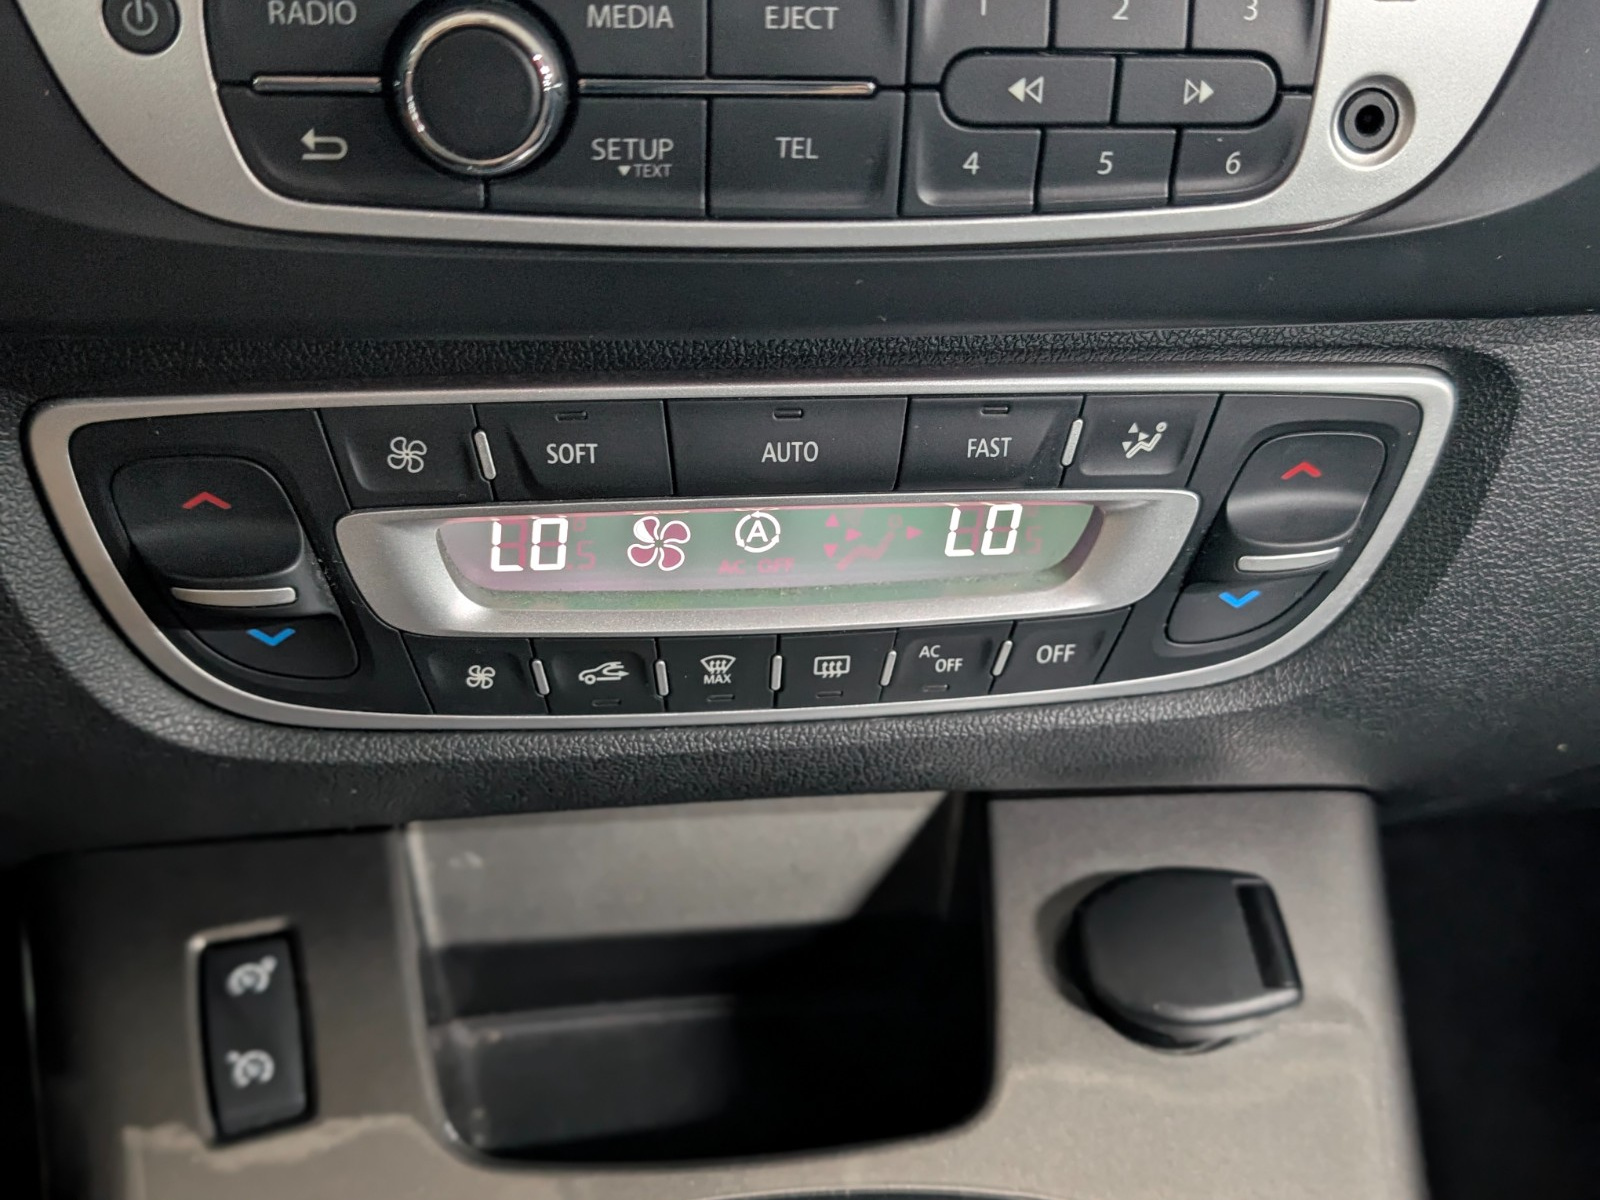 RADIO
MEDIA
EJECT
1
2
3
SETUP
▼TEXT
TEL
4
5
6
SOFT
AUTO
FAST
LO
A
LO
AC OFF
MAX
AC
OFF
OFF